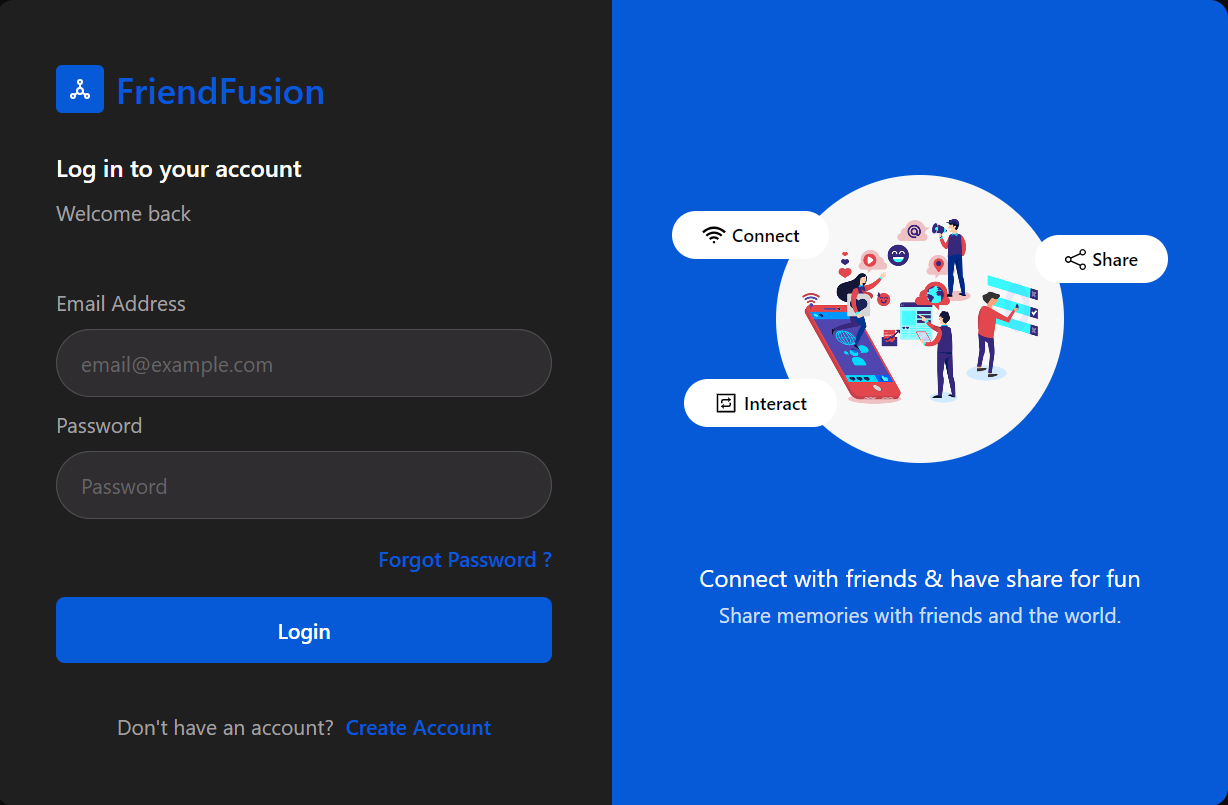 FriendFusion
Log in to your account
Welcome back
Email Address
email@example.com
Password
Password
Forgot Password ?
Login
Don't have an account? Create Account
Connect
Share
Interact
Connect with friends & have share for fun
Share memories with friends and the world.